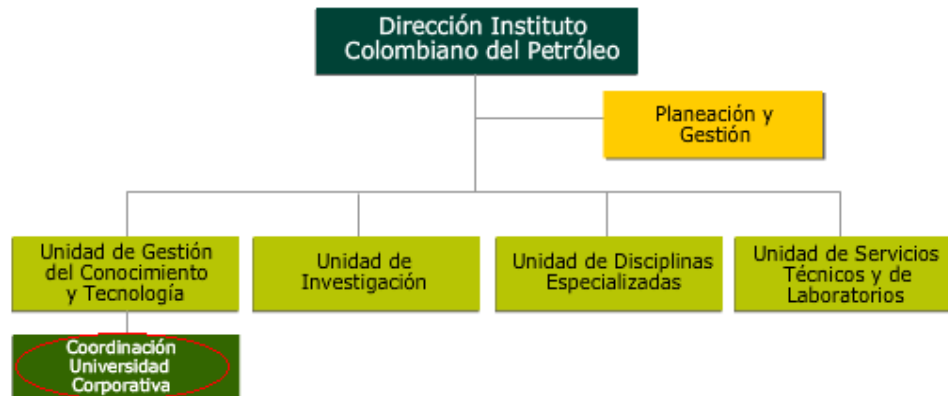 Dirección Instituto
Colombiano del Petróleo
Planeación y
Gestión
Unidad de Gestión
del Conocimiento
y Tecnología
Unidad de
Investigación
Unidad de Disciplinas
Especializadas
Unidad de Servicios
Técnicos y de
Laboratorios
Coordinación
Universidad
Corporativa